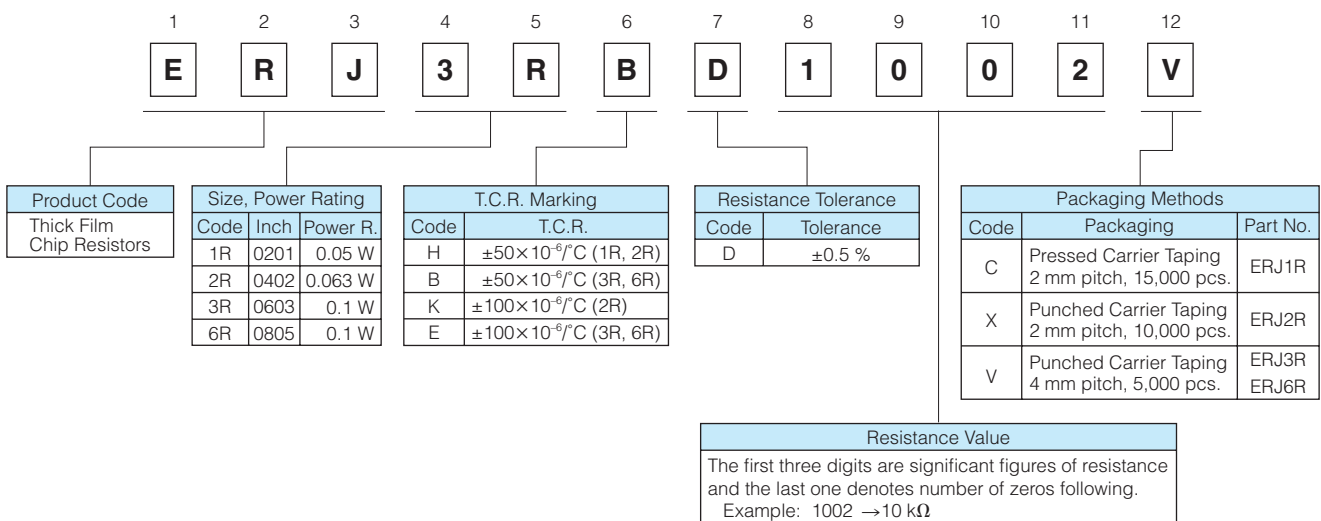 1 2 3 4 5 6 7 8 9 10 11 12
E R J 3 R B D 1 0 0 2 V
Product Code
Thick Film
Chip Resistors
Size, Power Rating
Code Inch Power R.
1R 0201 0.05 W
2R 0402 0.063 W
3R 0603 0.1 W
6R 0805 0.1 W
T.C.R. Marking
Code T.C.R.
H ±50×10⁻⁶/°C (1R, 2R)
B ±50×10⁻⁶/°C (3R, 6R)
K ±100×10⁻⁶/°C (2R)
E ±100×10⁻⁶/°C (3R, 6R)
Resistance Tolerance
Code Tolerance
D ±0.5 %
Packaging Methods
Code Packaging Part No.
C Pressed Carrier Taping
2 mm pitch, 15,000 pcs. ERJ1R
X Punched Carrier Taping
2 mm pitch, 10,000 pcs. ERJ2R
V Punched Carrier Taping ERJ3R
4 mm pitch, 5,000 pcs. ERJ6R
Resistance Value
The first three digits are significant figures of resistance
and the last one denotes number of zeros following.
Example: 1002 →10 kΩ